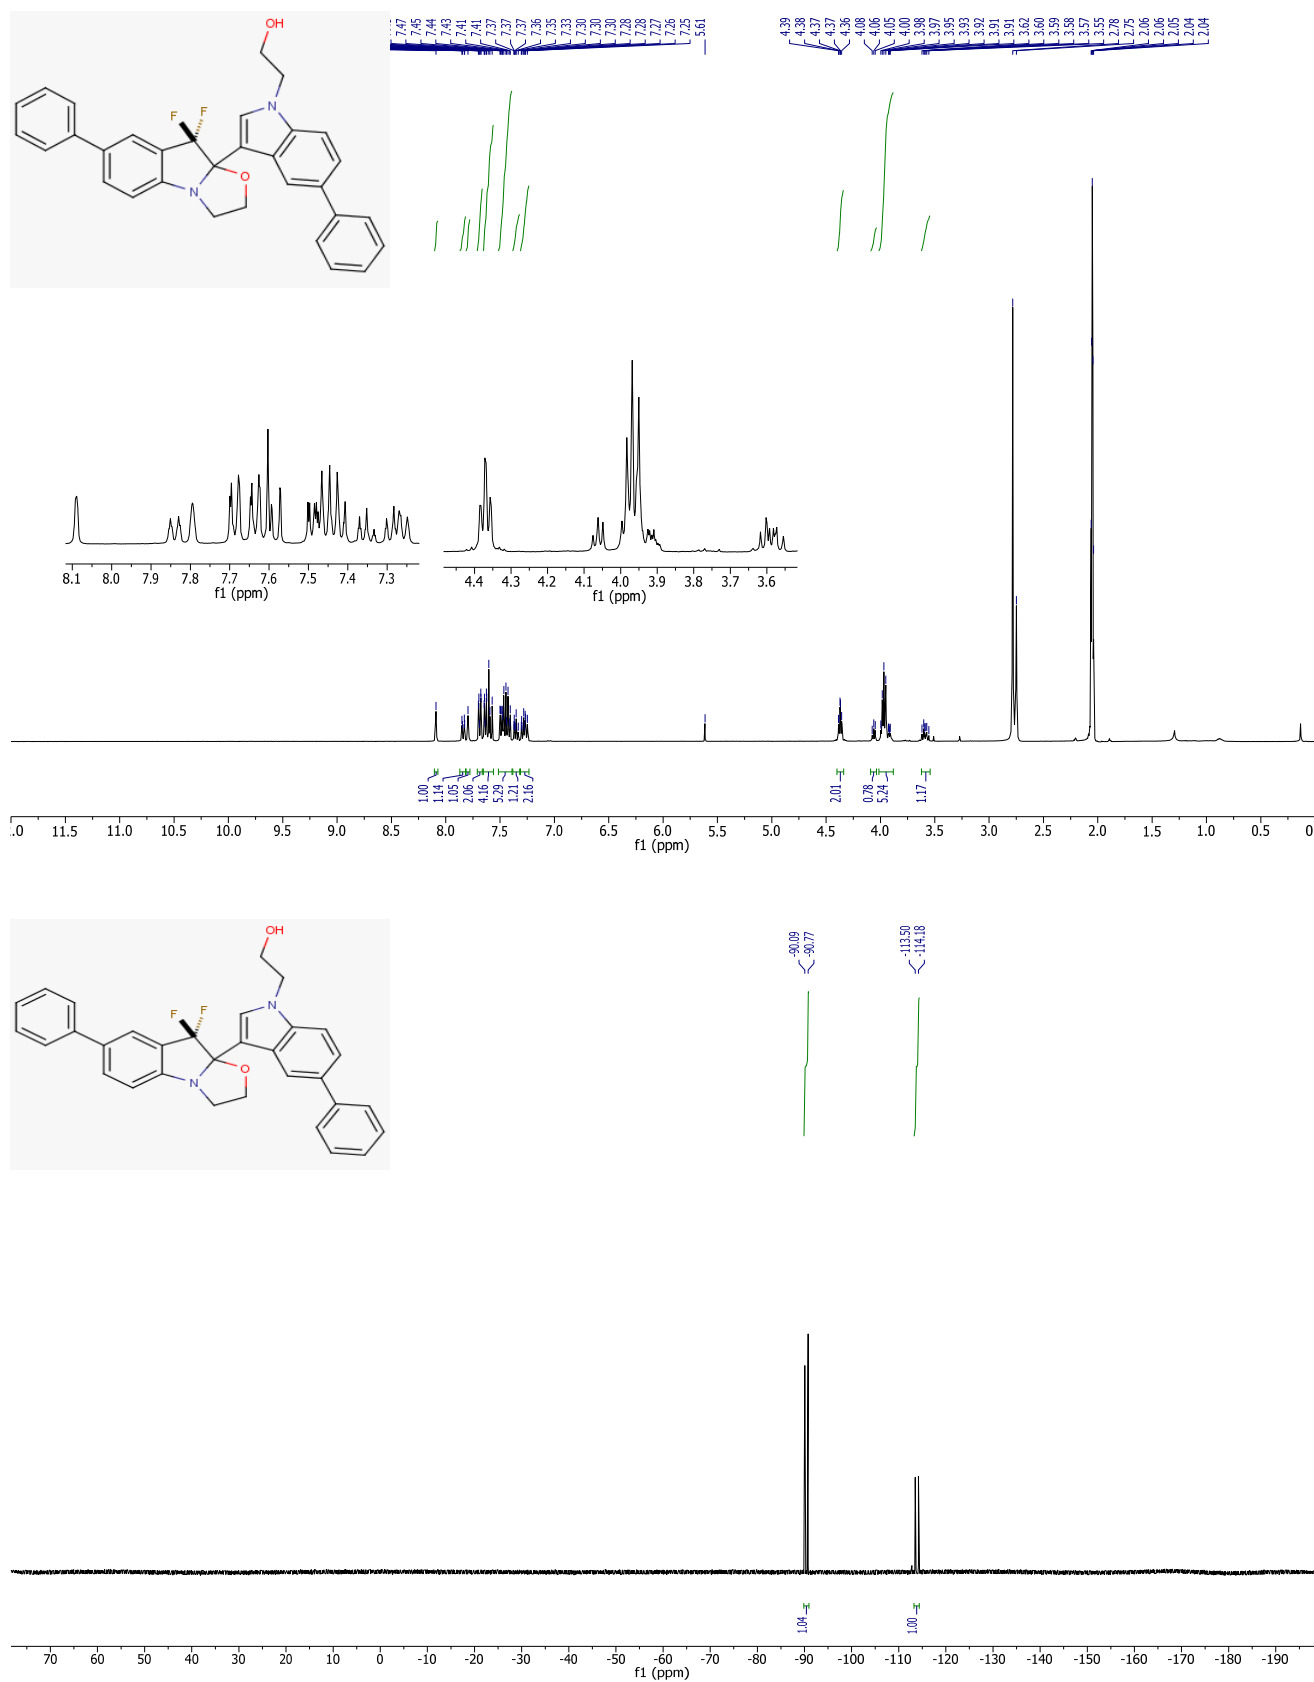 7.47 7.45 7.44 7.43 7.41 7.41 7.37 7.37 7.37 7.36 7.35 7.33 7.30 7.30 7.30 7.28 7.28 7.27 7.26 7.25 5.61
4.39 4.38 4.37 4.37 4.36 4.08 4.06 4.05 4.00 3.98 3.97 3.95 3.93 3.92 3.91 3.91 3.62 3.60 3.59 3.58 3.57 3.55 2.78 2.75 2.06 2.06 2.05 2.04 2.04
OH
N
F F
N
O
8.1 8.0 7.9 7.8 7.7 7.6 7.5 7.4 7.3
f1 (ppm)
4.4 4.3 4.2 4.1 4.0 3.9 3.8 3.7 3.6
f1 (ppm)
1.00 1.14 1.05 2.06 4.16 5.29 1.21 2.16 2.01 0.78 5.24 1.17
:.0 11.5 11.0 10.5 10.0 9.5 9.0 8.5 8.0 7.5 7.0 6.5 6.0 5.5 5.0 4.5 4.0 3.5 3.0 2.5 2.0 1.5 1.0 0.5 0
f1 (ppm)
OH
N
F F
N
O
-90.09 -90.77
-113.50 -114.18
1.04 1.00
70 60 50 40 30 20 10 0 -10 -20 -30 -40 -50 -60 -70 -80 -90 -100 -110 -120 -130 -140 -150 -160 -170 -180 -190
f1 (ppm)